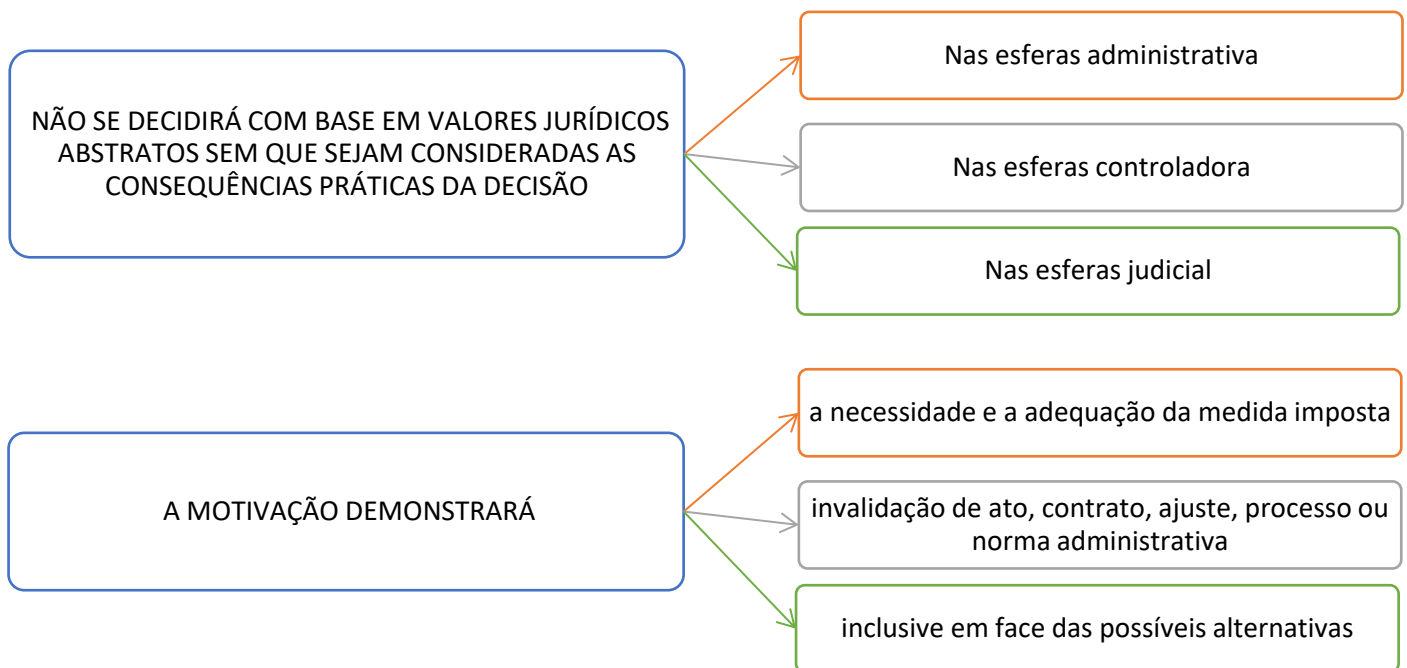 NÃO SE DECIDIRÁ COM BASE EM VALORES JURÍDICOS
ABSTRATOS SEM QUE SEJAM CONSIDERADAS AS
CONSEQUÊNCIAS PRÁTICAS DA DECISÃO
Nas esferas administrativa
Nas esferas controladora
Nas esferas judicial
A MOTIVAÇÃO DEMONSTRARÁ
a necessidade e a adequação da medida imposta
invalidação de ato, contrato, ajuste, processo ou
norma administrativa
inclusive em face das possíveis alternativas